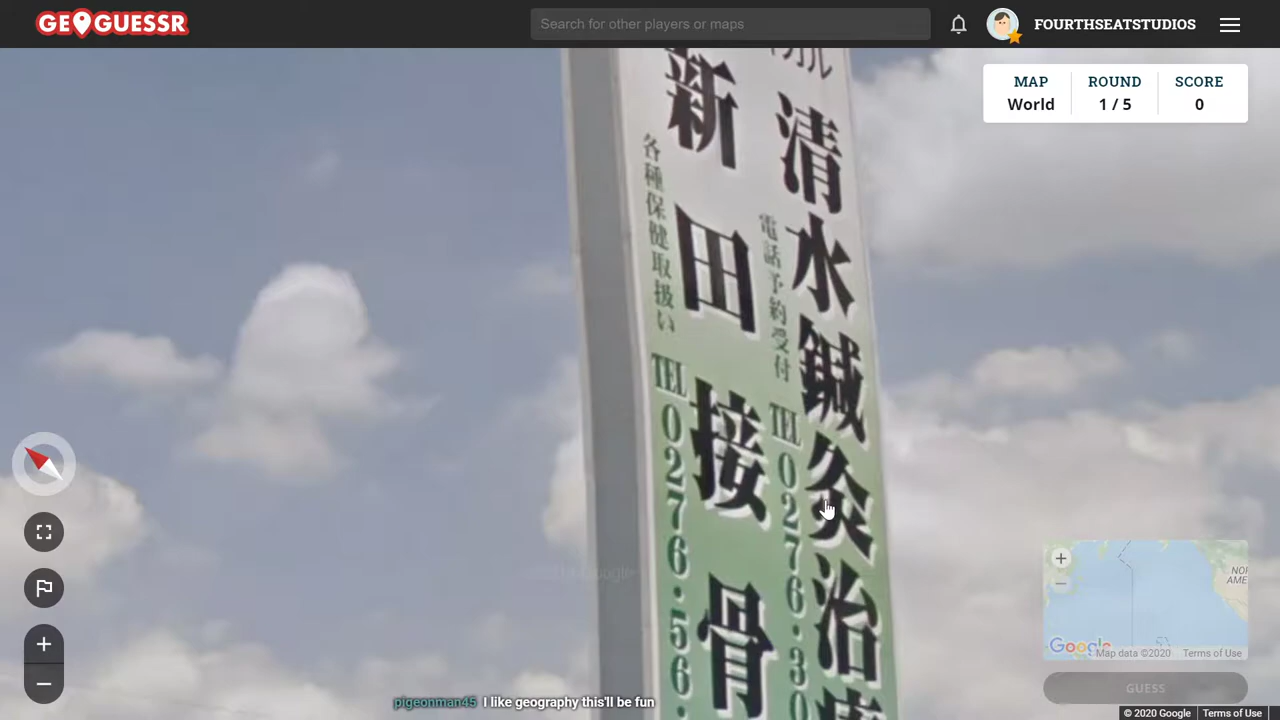 GEOGUESSR
Search for other players or maps
FOURTHSEATSTUDIOS
MAP
World
ROUND
1 / 5
SCORE
0
清水鍼灸治
電話予約受付
TEL 0276・30
新田接骨
各種保健取扱い
TEL 0276・56・
Google
Map data ©2020
Terms of Use
GUESS
pigeonman45 I like geography this'll be fun
© 2020 Google
Terms of Use